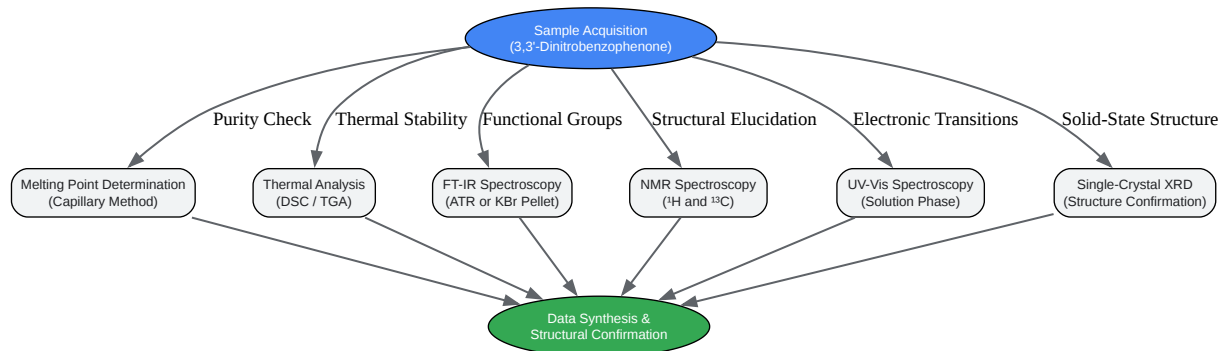 Sample Acquisition
(3,3'-Dinitrobenzophenone)
Purity Check
Thermal Stability
Functional Groups
Structural Elucidation
Electronic Transitions
Solid-State Structure
Melting Point Determination
(Capillary Method)
Thermal Analysis
(DSC / TGA)
FT-IR Spectroscopy
(ATR or KBr Pellet)
NMR Spectroscopy
(¹H and ¹³C)
UV-Vis Spectroscopy
(Solution Phase)
Single-Crystal XRD
(Structure Confirmation)
Data Synthesis &
Structural Confirmation